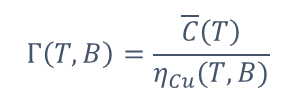 Γ(T, B) = C̅(T) / η_Cu(T, B)